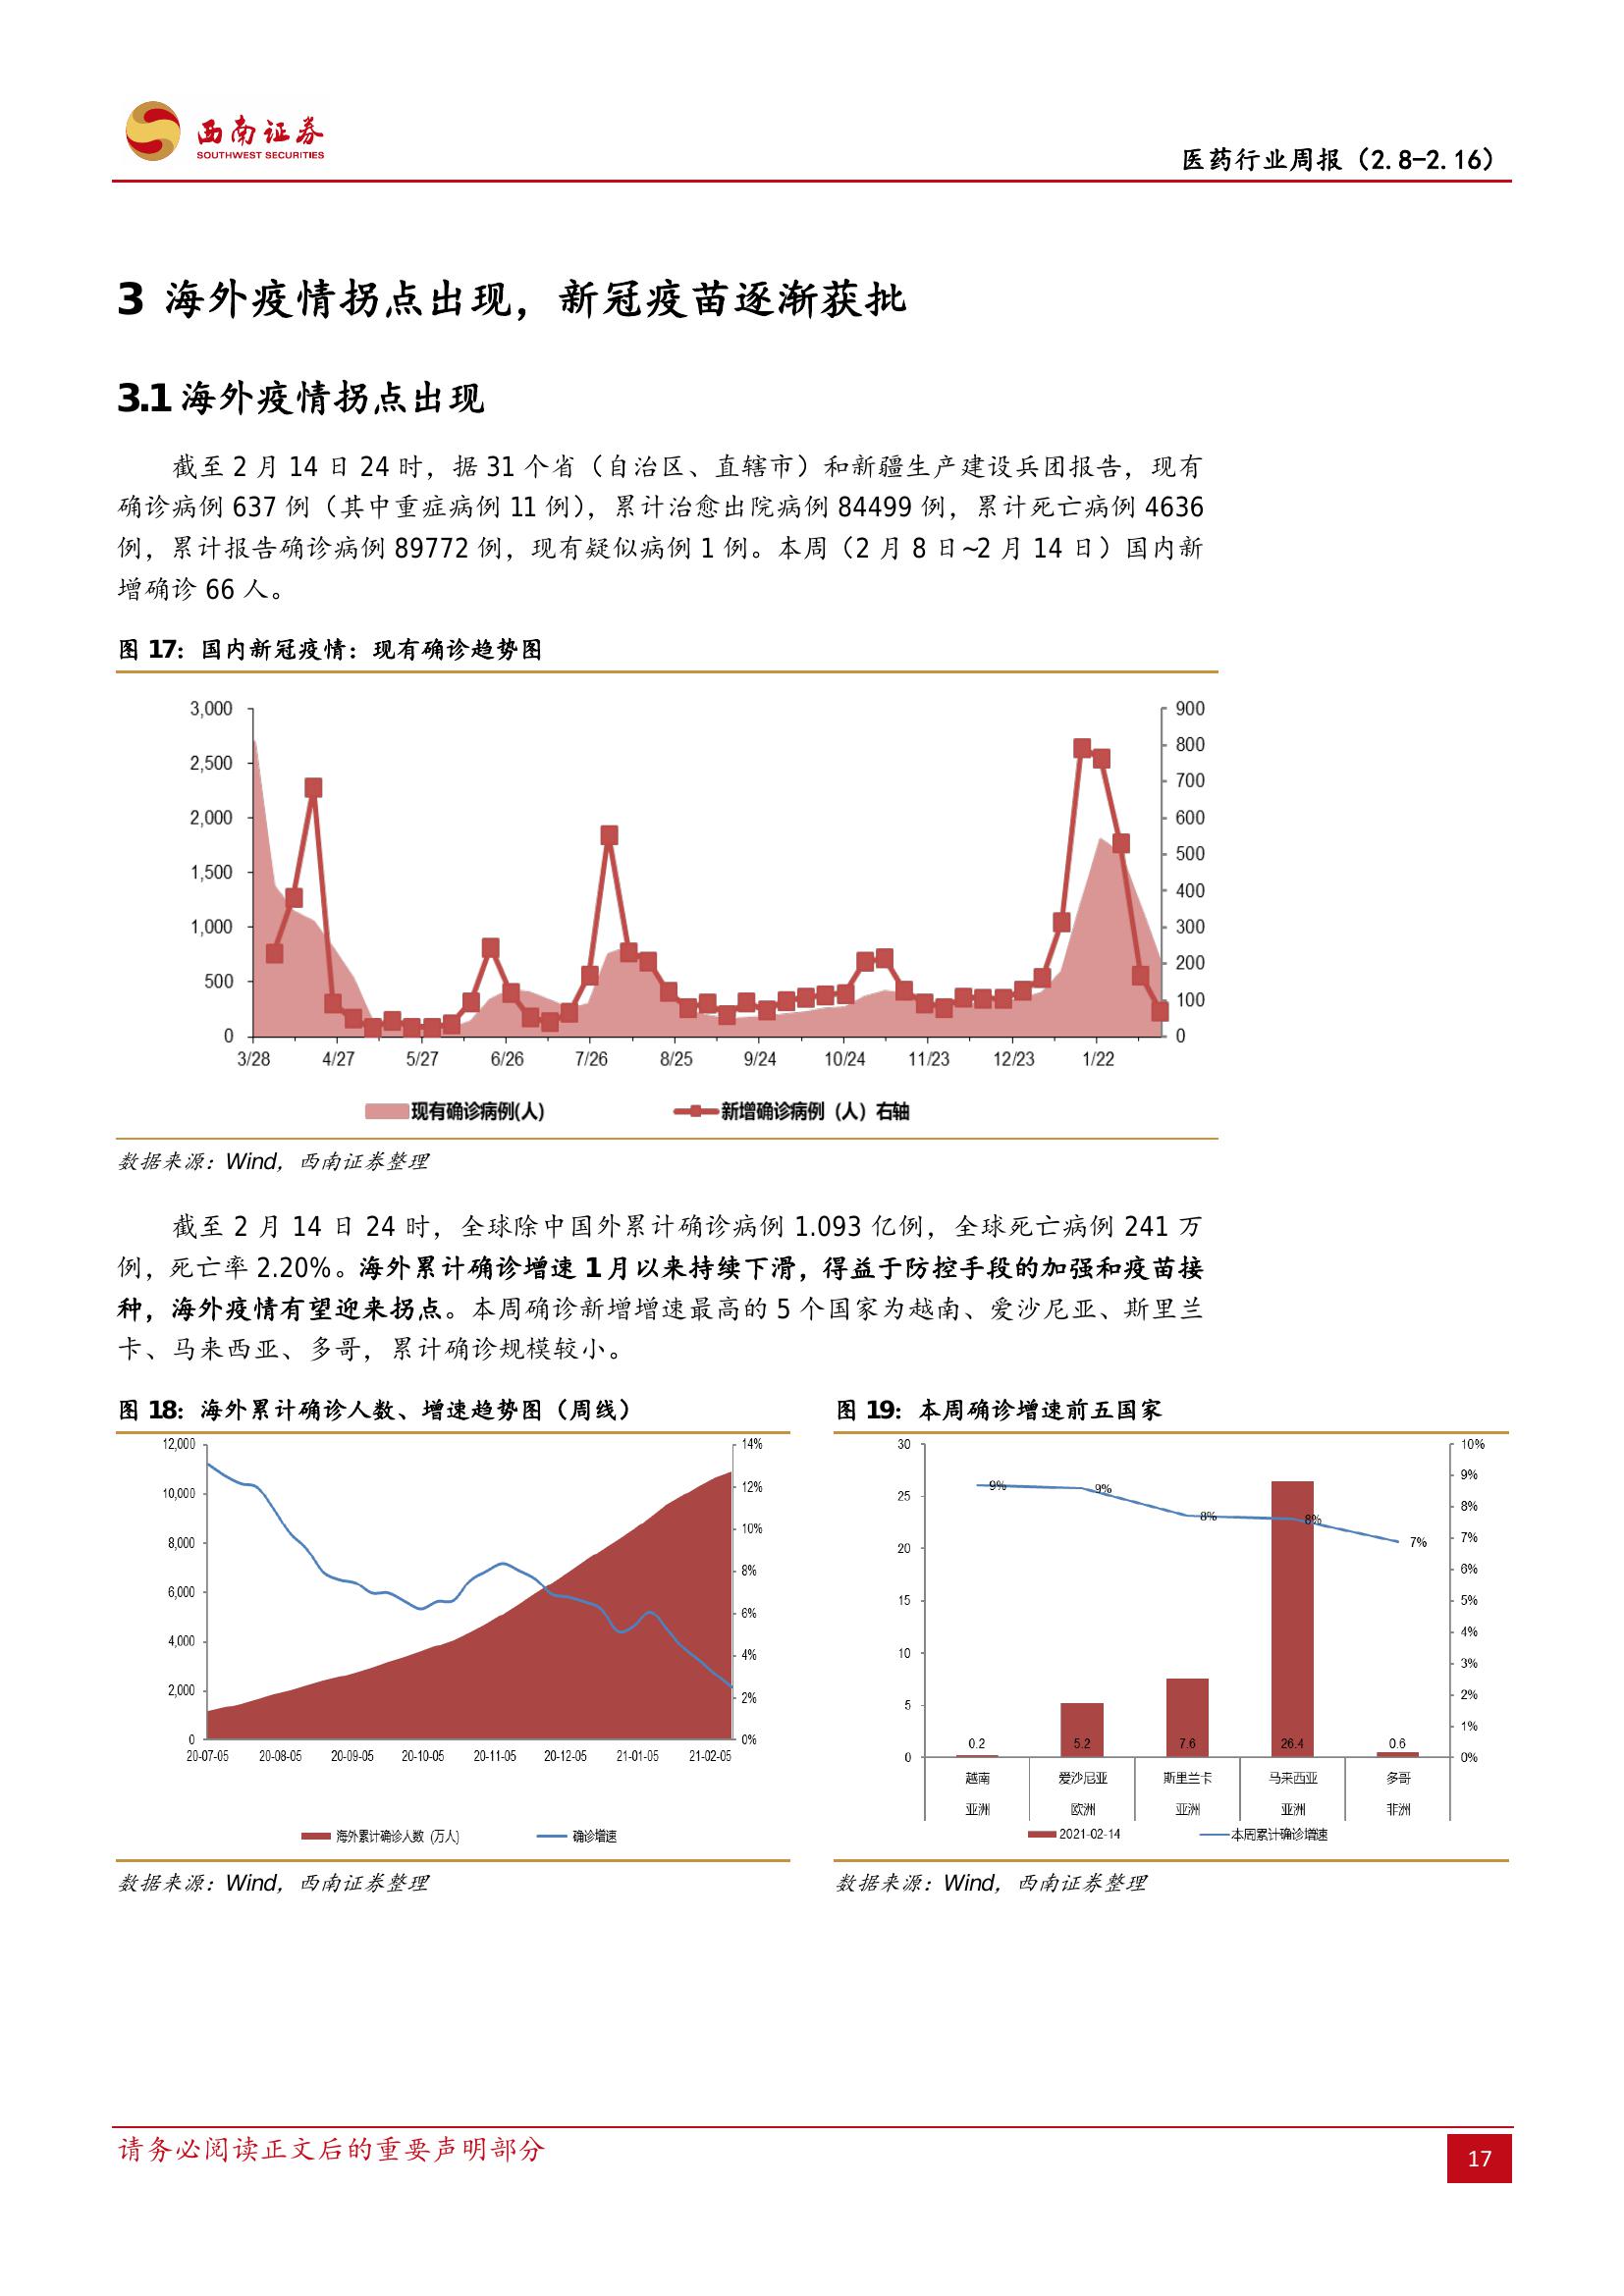 西南证券
SOUTHWEST SECURITIES
医药行业周报（2.8-2.16）
3 海外疫情拐点出现，新冠疫苗逐渐获批
3.1 海外疫情拐点出现
截至 2 月 14 日 24 时，据 31 个省（自治区、直辖市）和新疆生产建设兵团报告，现有
确诊病例 637 例（其中重症病例 11 例），累计治愈出院病例 84499 例，累计死亡病例 4636
例，累计报告确诊病例 89772 例，现有疑似病例 1 例。本周（2 月 8 日~2 月 14 日）国内新
增确诊 66 人。
图 17：国内新冠疫情：现有确诊趋势图
3,000
2,500
2,000
1,500
1,000
500
0
900
800
700
600
500
400
300
200
100
0
3/28 4/27 5/27 6/26 7/26 8/25 9/24 10/24 11/23 12/23 1/22
现有确诊病例(人) 新增确诊病例（人）右轴
数据来源：Wind，西南证券整理
截至 2 月 14 日 24 时，全球除中国外累计确诊病例 1.093 亿例，全球死亡病例 241 万
例，死亡率 2.20%。海外累计确诊增速 1 月以来持续下滑，得益于防控手段的加强和疫苗接
种，海外疫情有望迎来拐点。本周确诊新增增速最高的 5 个国家为越南、爱沙尼亚、斯里兰
卡、马来西亚、多哥，累计确诊规模较小。
图 18：海外累计确诊人数、增速趋势图（周线）
12,000
10,000
8,000
6,000
4,000
2,000
0
14%
12%
10%
8%
6%
4%
2%
0%
20-07-05 20-08-05 20-09-05 20-10-05 20-11-05 20-12-05 21-01-05 21-02-05
海外累计确诊人数（万人) 确诊增速
数据来源：Wind，西南证券整理
图 19：本周确诊增速前五国家
30
25
20
15
10
5
0
10%
9%
8%
7%
6%
5%
4%
3%
2%
1%
0%
9% 9% 8% 8% 7%
0.2 5.2 7.6 26.4 0.6
越南 爱沙尼亚 斯里兰卡 马来西亚 多哥
亚洲 欧洲 亚洲 亚洲 非洲
2021-02-14 本周累计确诊增速
数据来源：Wind，西南证券整理
请务必阅读正文后的重要声明部分
17